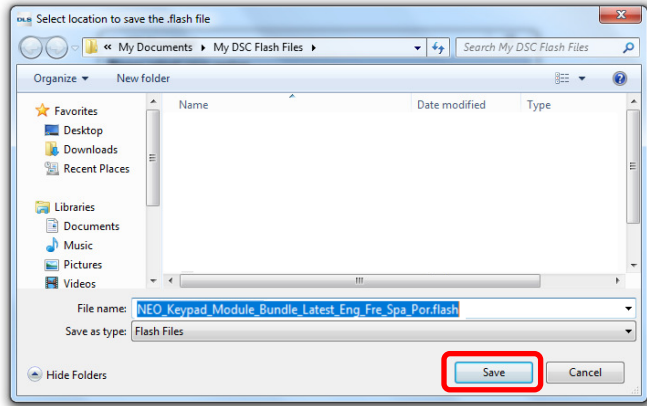 DLS Select location to save the .flash file
« My Documents ▸ My DSC Flash Files ▸ Search My DSC Flash Files
Organize New folder
Name Date modified Type
Favorites
Desktop
Downloads
Recent Places
Libraries
Documents
Music
Pictures
Videos
File name: NEO_Keypad_Module_Bundle_Latest_Eng_Fre_Spa_Por.flash
Save as type: Flash Files
Hide Folders Save Cancel